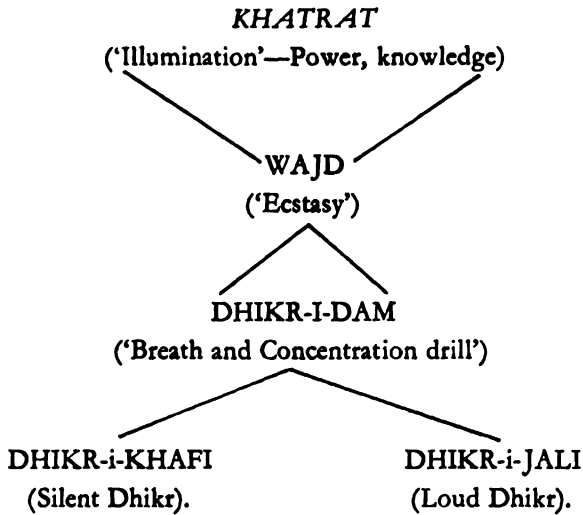 KHATRAT
(‘Illumination’—Power, knowledge)
WAJD
(‘Ecstasy’)
DHIKR-I-DAM
(‘Breath and Concentration drill’)
DHIKR-i-KHAFI
(Silent Dhikr).
DHIKR-i-JALI
(Loud Dhikr).